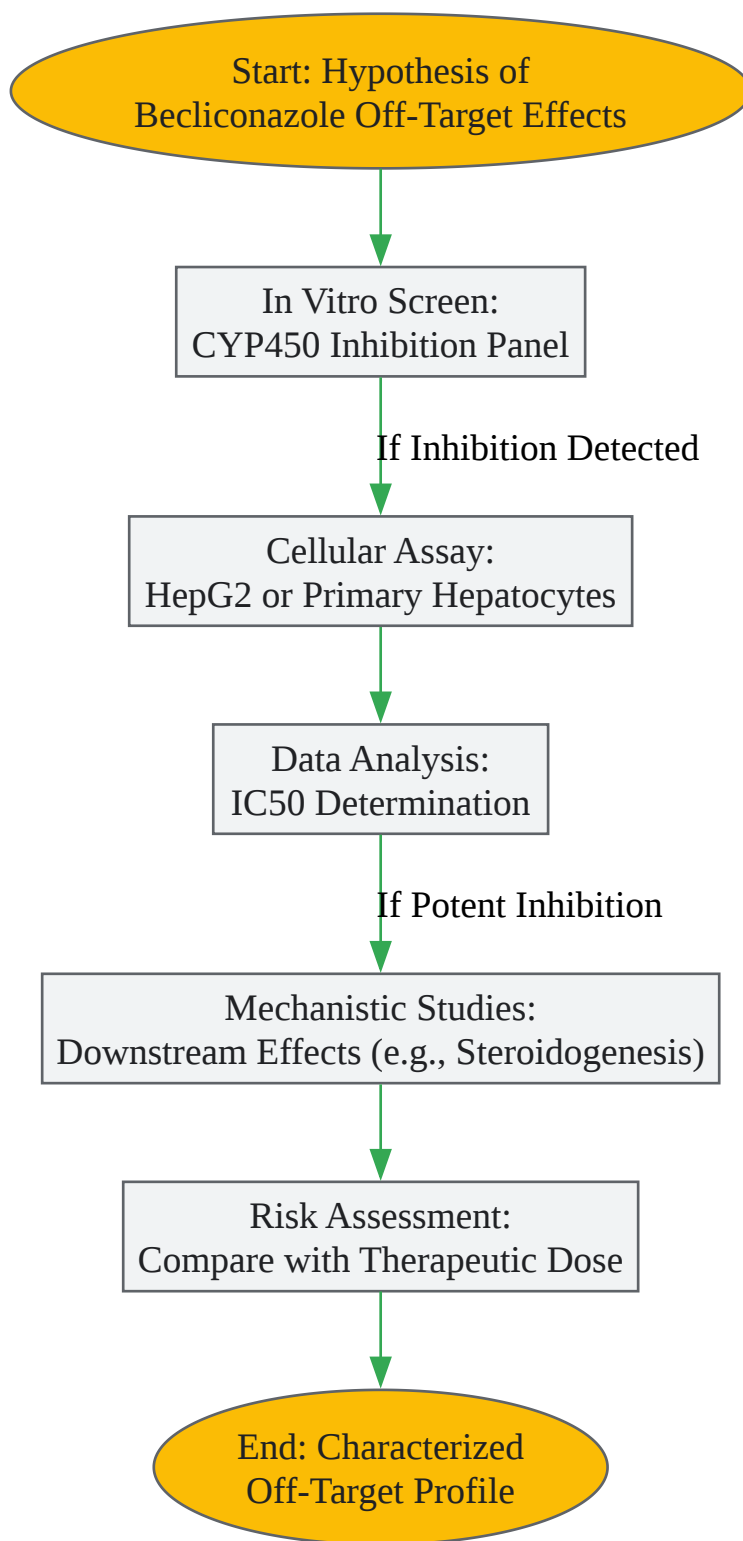 Start: Hypothesis of
Becliconazole Off-Target Effects
In Vitro Screen:
CYP450 Inhibition Panel
If Inhibition Detected
Cellular Assay:
HepG2 or Primary Hepatocytes
Data Analysis:
IC50 Determination
If Potent Inhibition
Mechanistic Studies:
Downstream Effects (e.g., Steroidogenesis)
Risk Assessment:
Compare with Therapeutic Dose
End: Characterized
Off-Target Profile